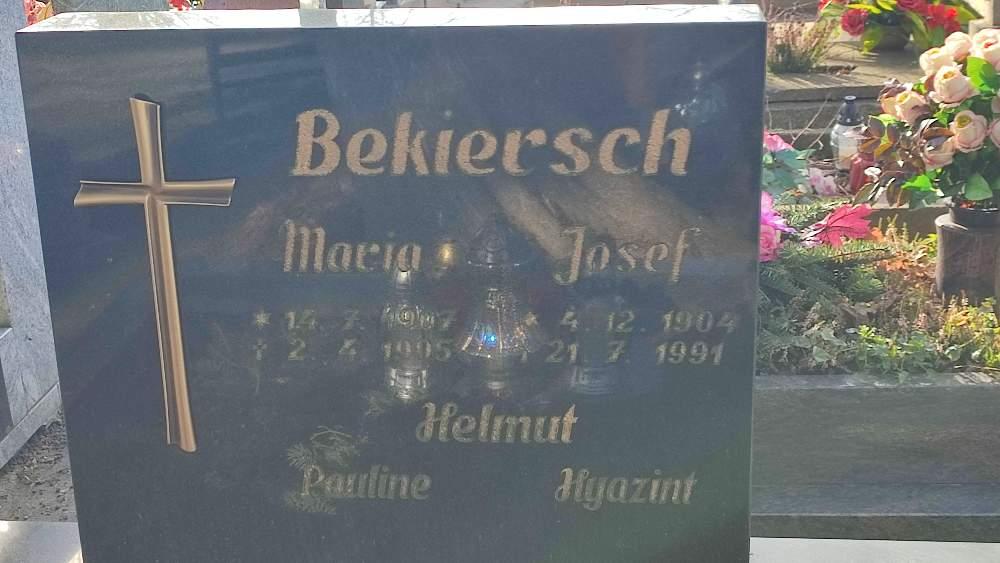 Bekiersch
Maria Josef
* 14. 7. 1907 * 4. 12. 1904
† 2. 4. 1995 † 21. 7. 1991
Helmut
Pauline Hyazint